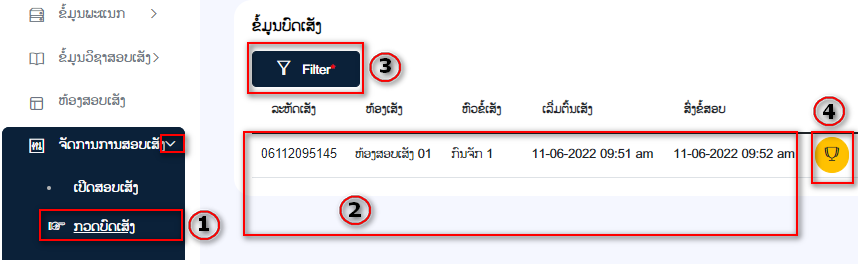 ຂໍ້ມູນພະແນກ
ຂໍ້ມູນວິຊາສອບເສັງ
ຫ້ອງສອບເສັງ
ຈັດການການສອບເສັງ
ເປີດສອບເສັງ
ກວດບົດເສັງ
1
ຂໍ້ມູນບົດເສັງ
Filter*
3
ລະຫັດເສັງ ຫ້ອງເສັງ ຫົວຂໍ້ເສັງ ເລີ່ມຕົ້ນເສັງ ສົ່ງຂໍ້ສອບ
4
06112095145 ຫ້ອງສອບເສັງ 01 ກົນຈັກ 1 11-06-2022 09:51 am 11-06-2022 09:52 am
2